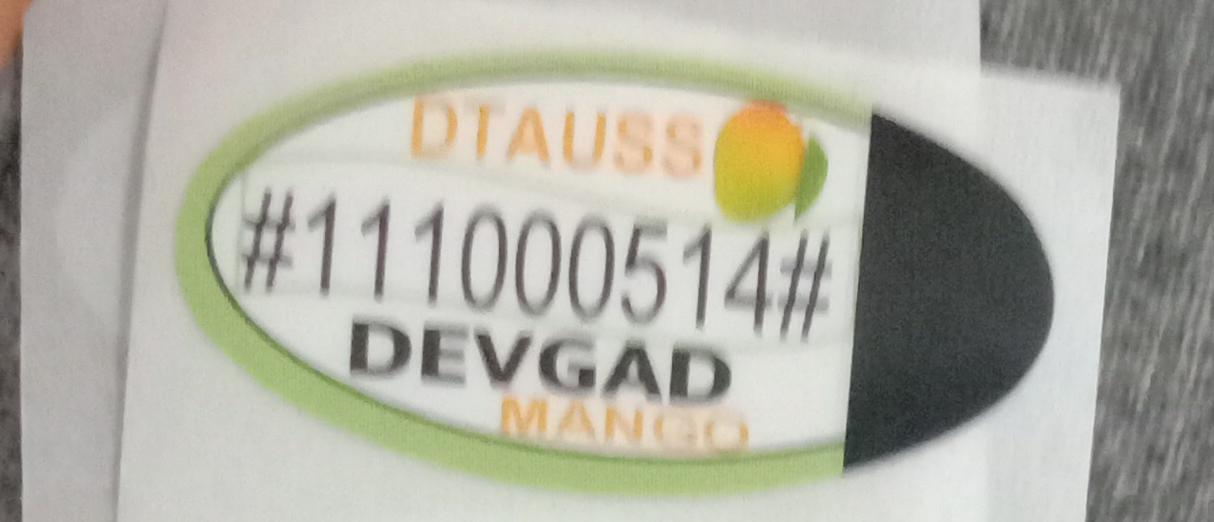 DTAUSS
#111000514#
DEVGAD
MANGO